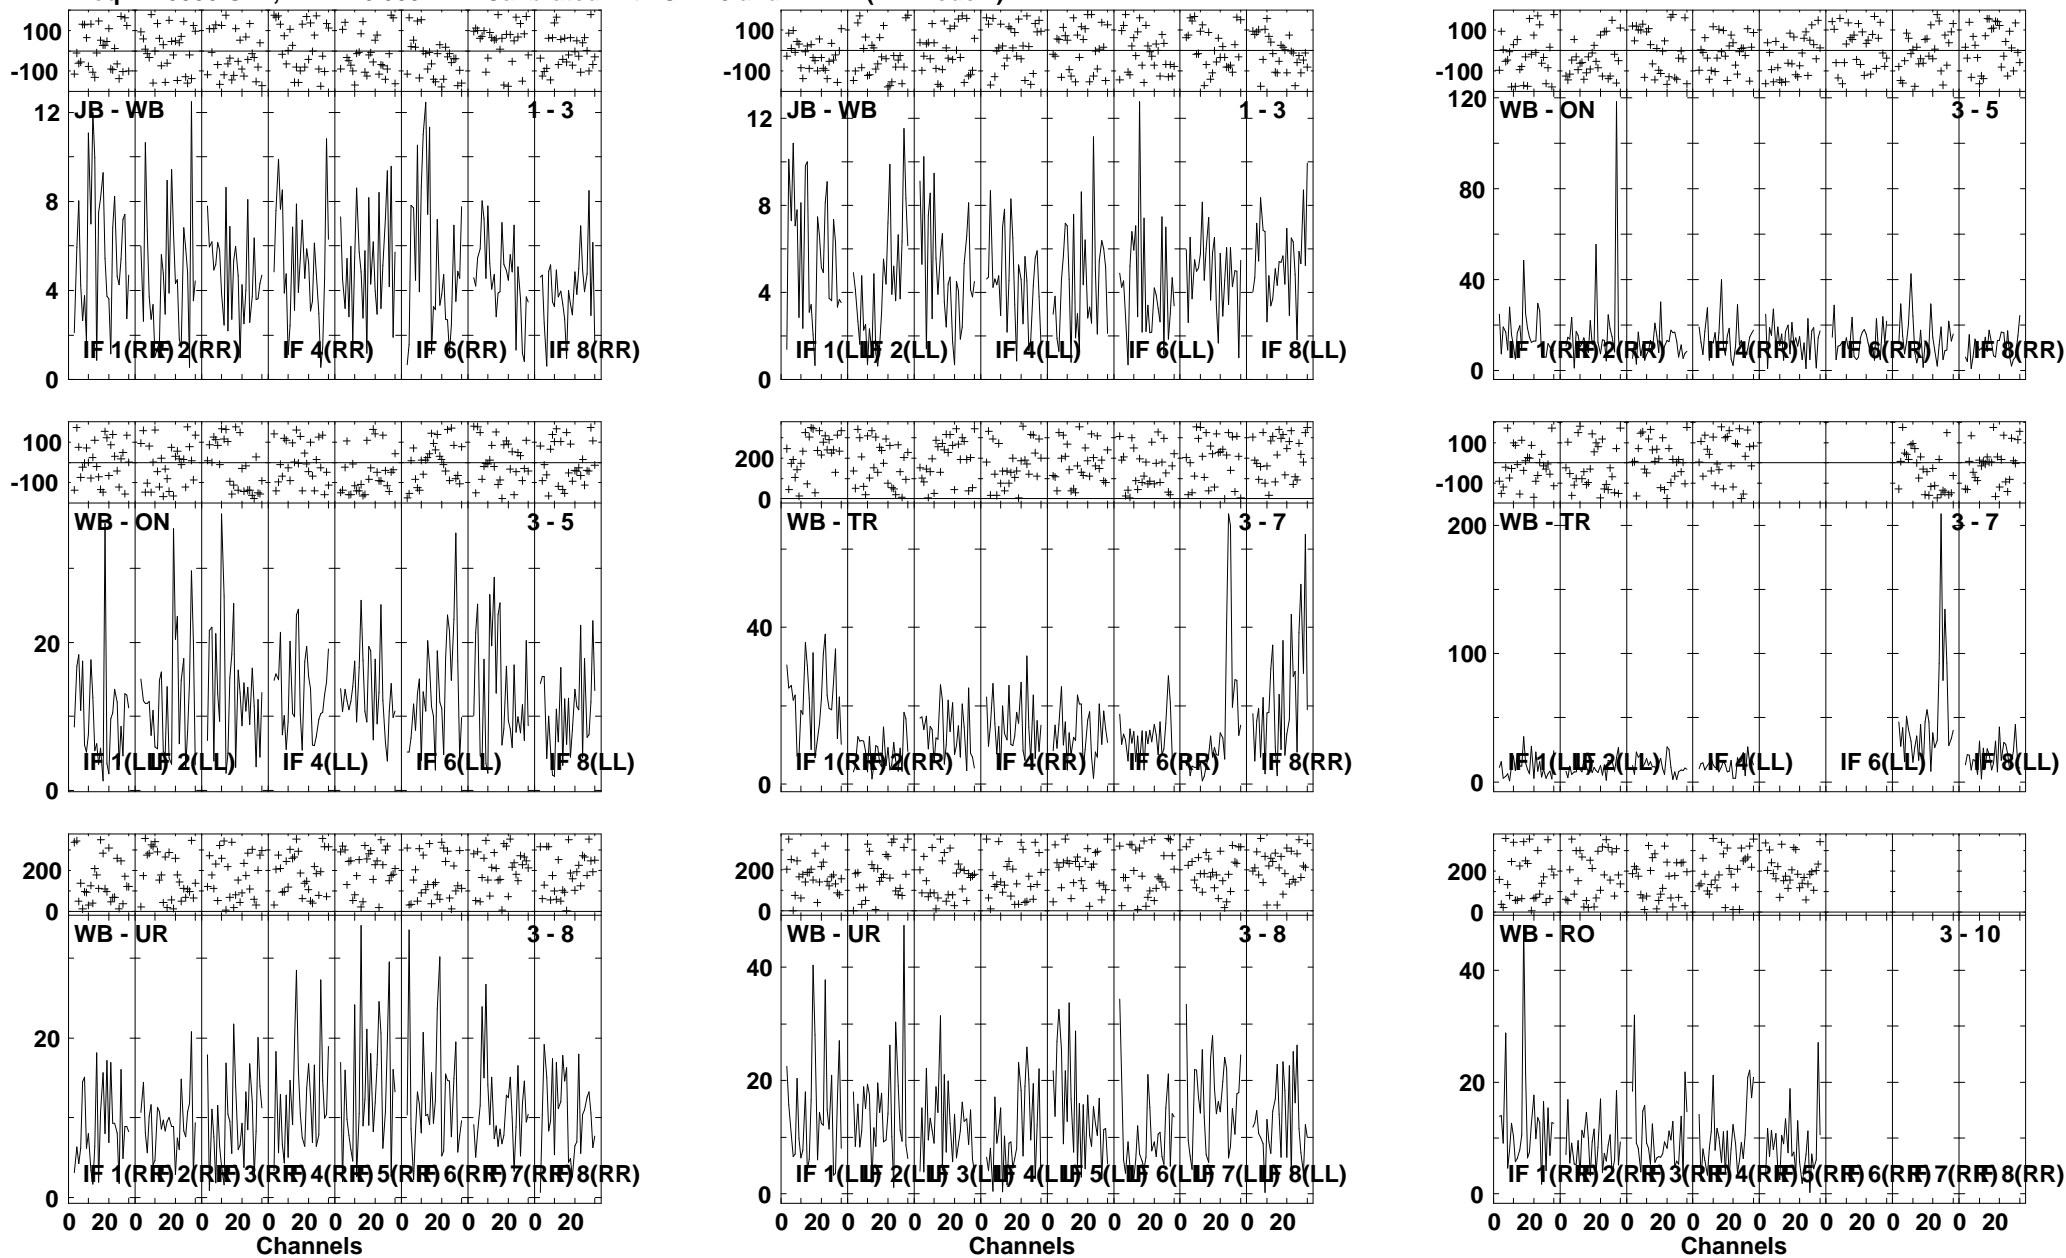 100
-100
12
8
4
0
JB - WB 1 - 3
IF 1(RR) IF 2(RR) IF 4(RR) IF 6(RR) IF 8(RR)
100
-100
12
8
4
0
JB - WB 1 - 3
IF 1(LL) IF 2(LL) IF 4(LL) IF 6(LL) IF 8(LL)
100
-100
120
80
40
0
WB - ON 3 - 5
IF 1(RR) IF 2(RR) IF 4(RR) IF 6(RR) IF 8(RR)
100
-100
20
0
WB - ON 3 - 5
IF 1(LL) IF 2(LL) IF 4(LL) IF 6(LL) IF 8(LL)
200
0
40
0
WB - TR 3 - 7
IF 1(RR) IF 2(RR) IF 4(RR) IF 6(RR) IF 8(RR)
100
-100
200
100
0
WB - TR 3 - 7
IF 1(LL) IF 2(LL) IF 4(LL) IF 6(LL) IF 8(LL)
200
0
20
0
WB - UR 3 - 8
IF 1(RR) IF 2(RR) IF 3(RR) IF 4(RR) IF 5(RR) IF 6(RR) IF 7(RR) IF 8(RR)
0 20 0 20 0 20 0 20 0 20 0 20 0 20 0 20
Channels
200
0
40
20
0
WB - UR 3 - 8
IF 1(LL) IF 2(LL) IF 3(LL) IF 4(LL) IF 5(LL) IF 6(LL) IF 7(LL) IF 8(LL)
0 20 0 20 0 20 0 20 0 20 0 20 0 20 0 20
Channels
200
0
40
20
0
WB - RO 3 - 10
IF 1(RR) IF 2(RR) IF 3(RR) IF 4(RR) IF 5(RR) IF 6(RR) IF 7(RR) IF 8(RR)
0 20 0 20 0 20 0 20 0 20 0 20 0 20 0 20
Channels